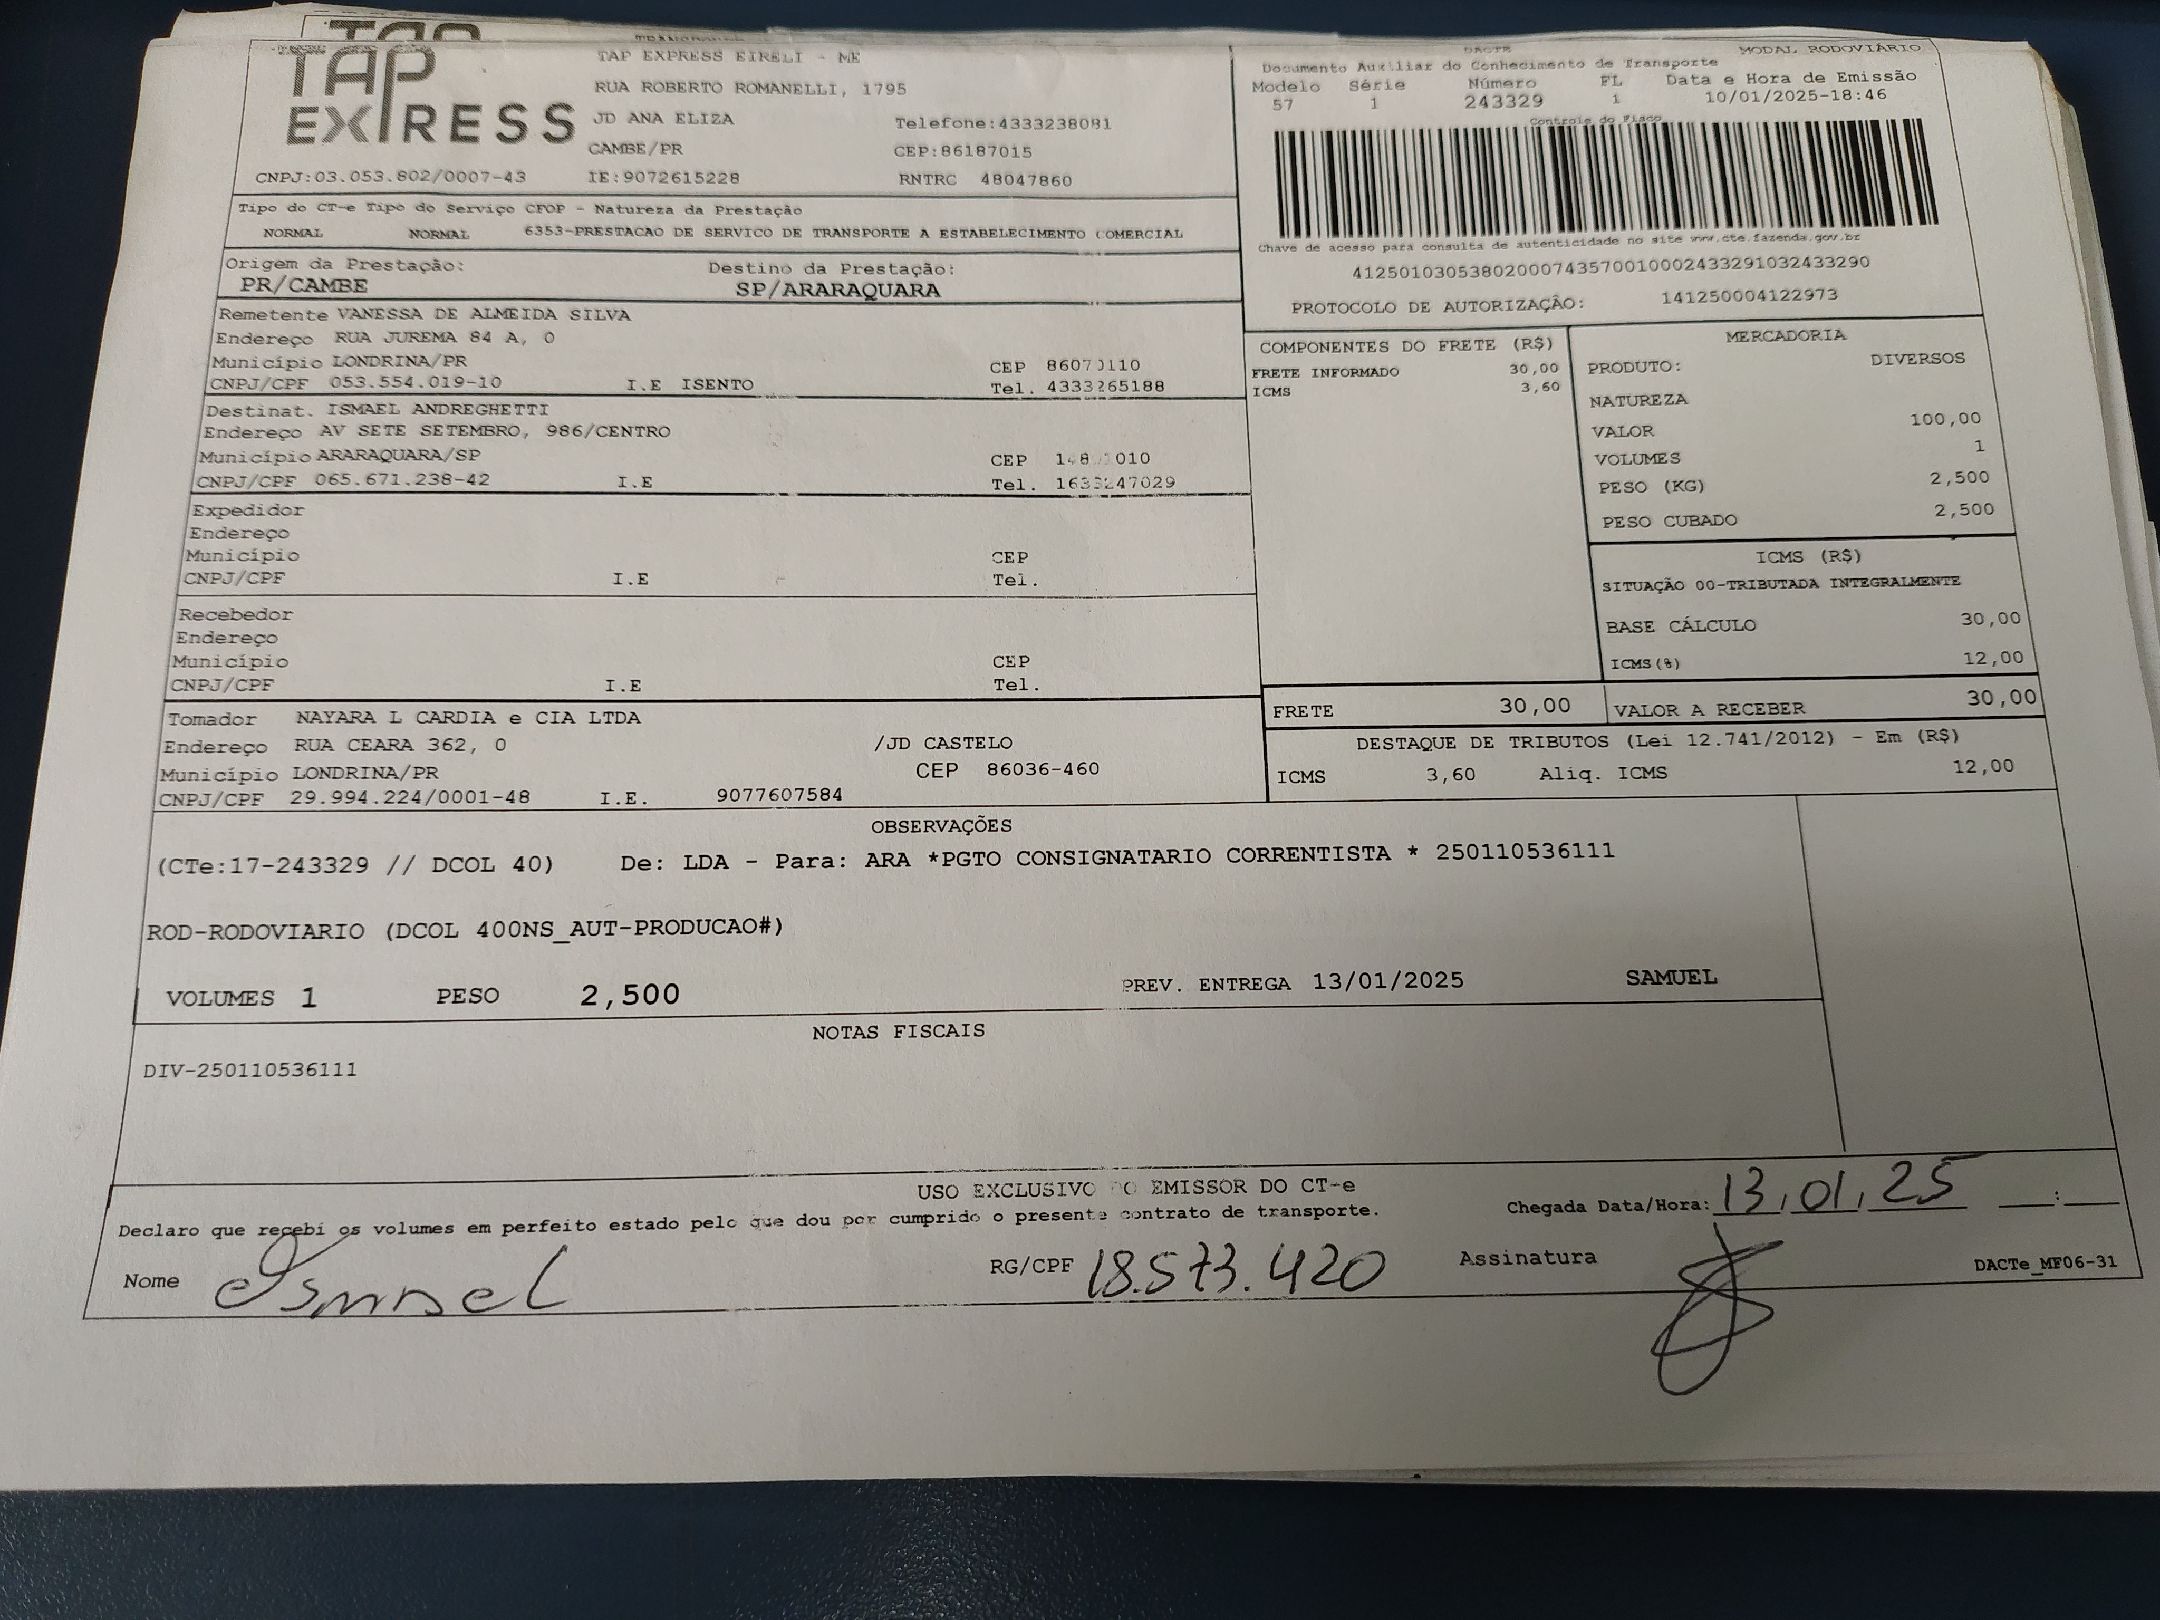 TAP
EXPRESS
TAP EXPRESS EIRELI - ME
RUA ROBERTO ROMANELLI, 1795
JD ANA ELIZA Telefone:4333238081
CAMBE/PR CEP:86187015
CNPJ:03.053.802/0007-43 IE:9072615228 RNTRC 48047860
DACTE MODAL RODOVIÁRIO
Documento Auxiliar do Conhecimento de Transporte
Modelo Série Número FL Data e Hora de Emissão
57 1 243329 1 10/01/2025-18:46
Controle do Fisco
Chave de acesso para consulta de autenticidade no site www.cte.fazenda.gov.br
41250103053802000743570010002433291032433290
PROTOCOLO DE AUTORIZAÇÃO: 141250004122973
Tipo do CT-e Tipo do Serviço CFOP - Natureza da Prestação
NORMAL NORMAL 6353-PRESTACAO DE SERVICO DE TRANSPORTE A ESTABELECIMENTO COMERCIAL
Origem da Prestação: Destino da Prestação:
PR/CAMBE SP/ARARAQUARA
Remetente VANESSA DE ALMEIDA SILVA
Endereço RUA JUREMA 84 A, 0
Município LONDRINA/PR CEP 86070110
CNPJ/CPF 053.554.019-10 I.E ISENTO Tel. 4333265188
Destinat. ISMAEL ANDREGHETTI
Endereço AV SETE SETEMBRO, 986/CENTRO
Município ARARAQUARA/SP CEP
CNPJ/CPF 065.671.238-42 I.E Tel.
Expedidor
Endereço
Município CEP
CNPJ/CPF I.E Tel.
Recebedor
Endereço
Município CEP
CNPJ/CPF I.E Tel.
Tomador NAYARA L CARDIA e CIA LTDA
Endereço RUA CEARA 362, 0 /JD CASTELO
Município LONDRINA/PR CEP 86036-460
CNPJ/CPF 29.994.224/0001-48 I.E. 9077607584
COMPONENTES DO FRETE (R$)
FRETE INFORMADO 30,00
ICMS 3,60
MERCADORIA
PRODUTO: DIVERSOS
NATUREZA
VALOR 100,00
VOLUMES 1
PESO (KG) 2,500
PESO CUBADO 2,500
ICMS (R$)
SITUAÇÃO 00-TRIBUTADA INTEGRALMENTE
BASE CÁLCULO 30,00
ICMS(%) 12,00
FRETE 30,00 VALOR A RECEBER 30,00
DESTAQUE DE TRIBUTOS (Lei 12.741/2012) - Em (R$)
ICMS 3,60 Aliq. ICMS 12,00
OBSERVAÇÕES
(CTe:17-243329 // DCOL 40) De: LDA - Para: ARA *PGTO CONSIGNATARIO CORRENTISTA * 250110536111
ROD-RODOVIARIO (DCOL 400NS_AUT-PRODUCAO#)
VOLUMES 1 PESO 2,500 PREV. ENTREGA 13/01/2025 SAMUEL
NOTAS FISCAIS
DIV-250110536111
USO EXCLUSIVO DO EMISSOR DO CT-e
Declaro que recebi os volumes em perfeito estado pelo que dou por cumprido o presente contrato de transporte. Chegada Data/Hora: 13,01,25 __:__
Nome Ismael RG/CPF 18.573.420 Assinatura DACTe_MF06-31